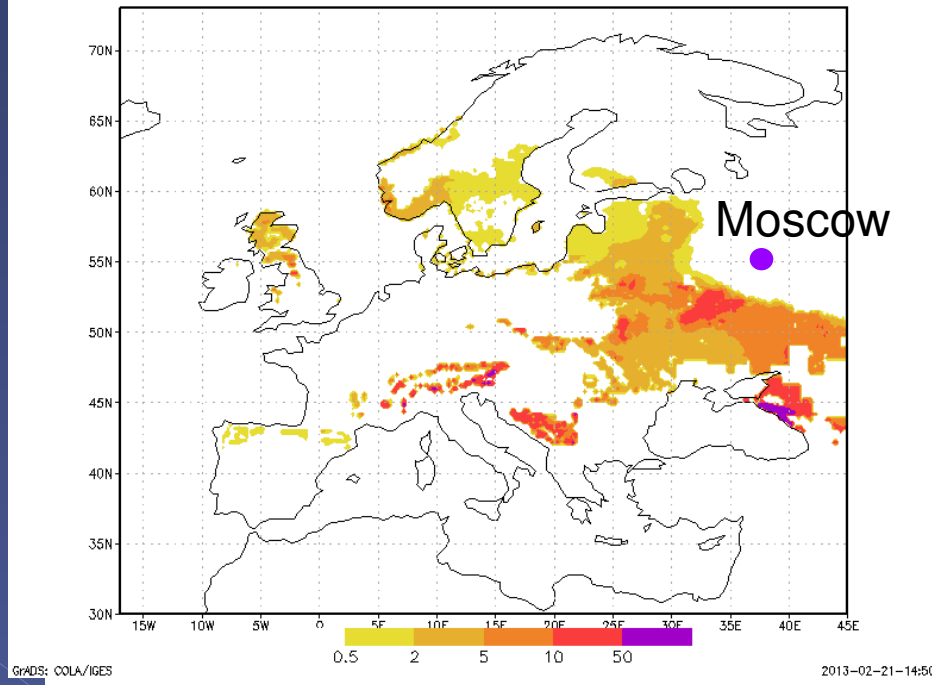 70N
65N
60N
Moscow
55N
50N
45N
40N
35N
30N
15W 10W 5W 0 5E 10E 15E 20E 25E 30E 35E 40E 45E
0.5 2 5 10 50
GrADS: COLA/IGES 2013-02-21-14:50